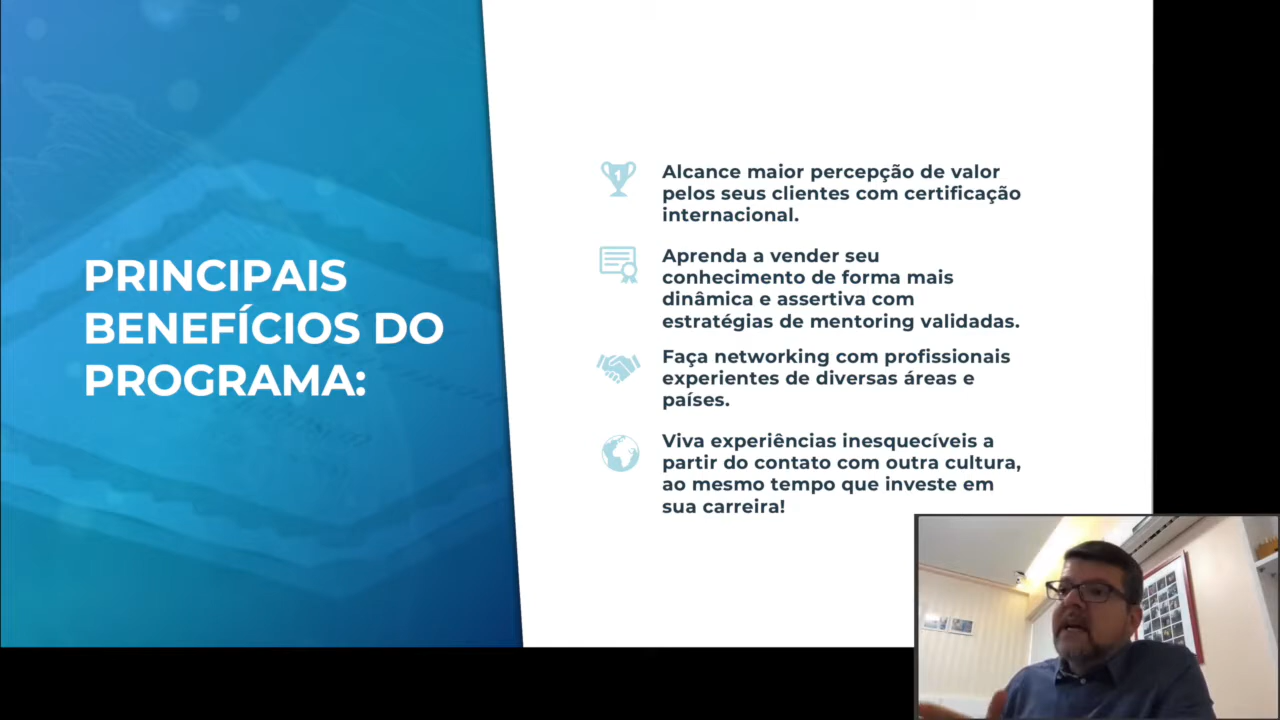 PRINCIPAIS
BENEFÍCIOS DO
PROGRAMA:
1
Alcance maior percepção de valor
pelos seus clientes com certificação
internacional.
Aprenda a vender seu
conhecimento de forma mais
dinâmica e assertiva com
estratégias de mentoring validadas.
Faça networking com profissionais
experientes de diversas áreas e
países.
Viva experiências inesquecíveis a
partir do contato com outra cultura,
ao mesmo tempo que investe em
sua carreira!